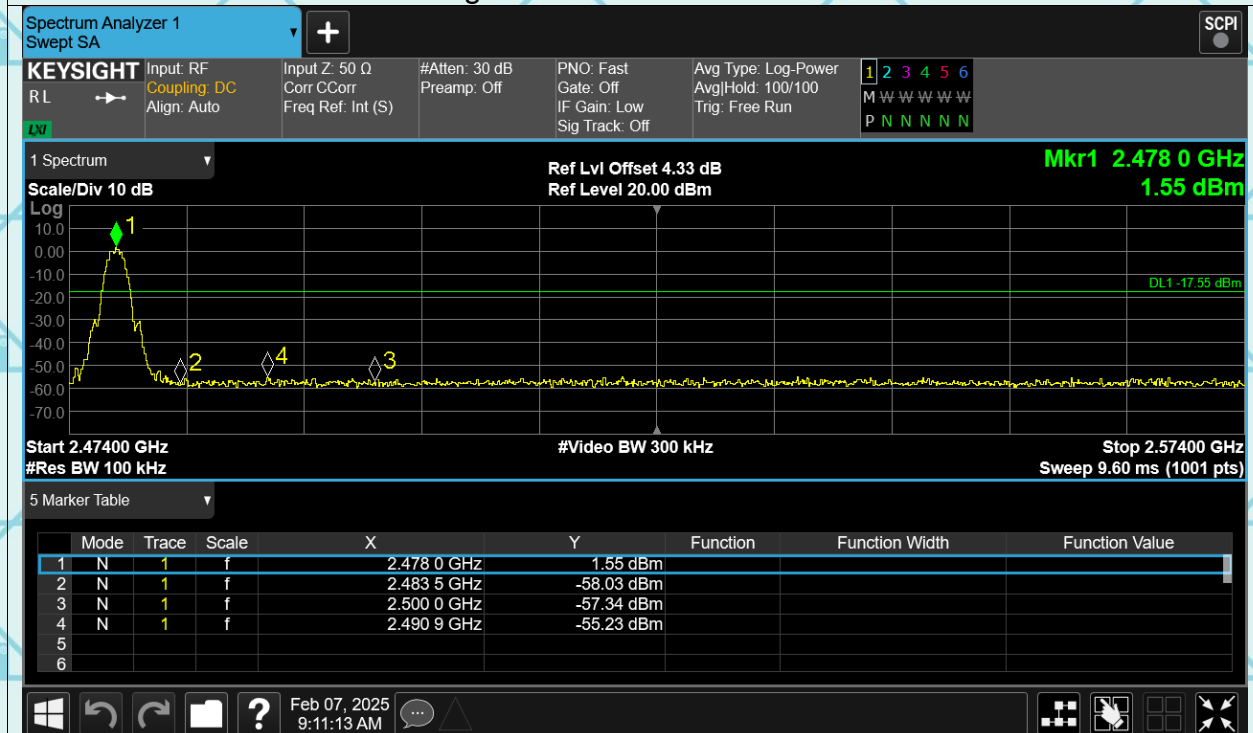 Spectrum Analyzer 1
Swept SA
+
SCPI
KEYSIGHT Input: RF Input Z: 50 Ω #Atten: 30 dB PNO: Fast Avg Type: Log-Power 1 2 3 4 5 6
RL Coupling: DC Corr CCorr Preamp: Off Gate: Off Avg|Hold: 100/100 M W W W W W
Align: Auto Freq Ref: Int (S) IF Gain: Low Trig: Free Run P N N N N N
LXI Sig Track: Off
1 Spectrum Ref Lvl Offset 4.33 dB Mkr1 2.478 0 GHz
Scale/Div 10 dB Ref Level 20.00 dBm 1.55 dBm
Log
1
10.0
0.00
-10.0
DL1 -17.55 dBm
-20.0
-30.0
-40.0
2 4 3
-50.0
-60.0
-70.0
Start 2.47400 GHz #Video BW 300 kHz Stop 2.57400 GHz
#Res BW 100 kHz Sweep 9.60 ms (1001 pts)
5 Marker Table
Mode Trace Scale X Y Function Function Width Function Value
1 N 1 f 2.478 0 GHz 1.55 dBm
2 N 1 f 2.483 5 GHz -58.03 dBm
3 N 1 f 2.500 0 GHz -57.34 dBm
4 N 1 f 2.490 9 GHz -55.23 dBm
5
6
? Feb 07, 2025
9:11:13 AM